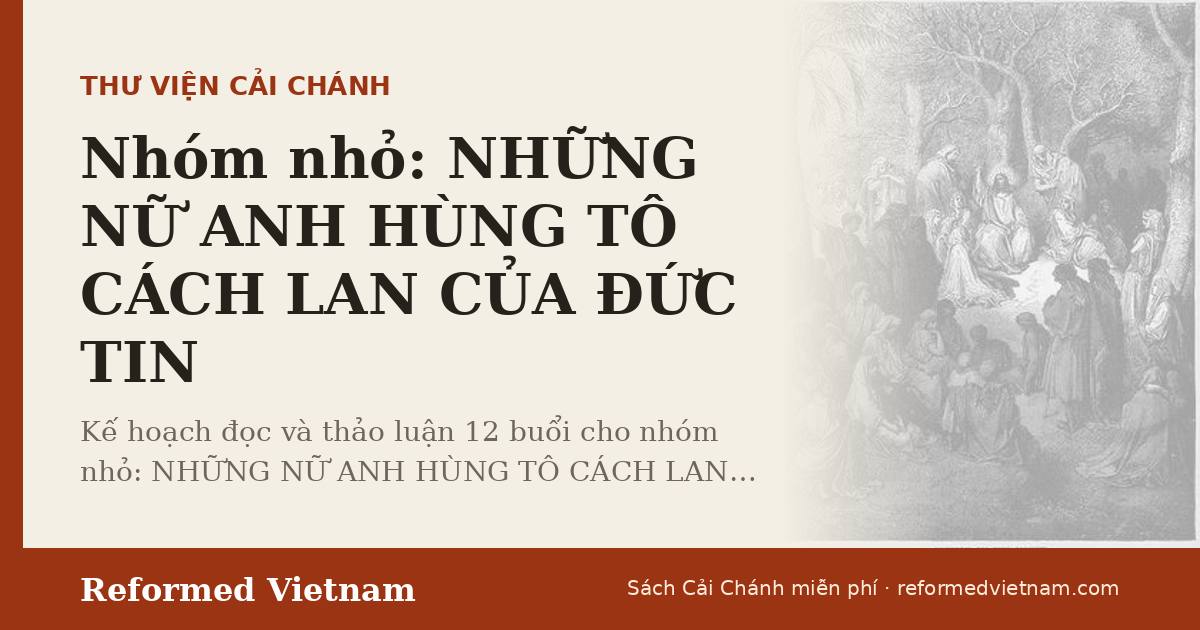 THƯ VIỆN CẢI CHÁNH
Nhóm nhỏ: NHỮNG
NỮ ANH HÙNG TÔ
CÁCH LAN CỦA ĐỨC
TIN
Kế hoạch đọc và thảo luận 12 buổi cho nhóm
nhỏ: NHỮNG NỮ ANH HÙNG TÔ CÁCH LAN...
Reformed Vietnam
Sách Cải Chánh miễn phí · reformedvietnam.com